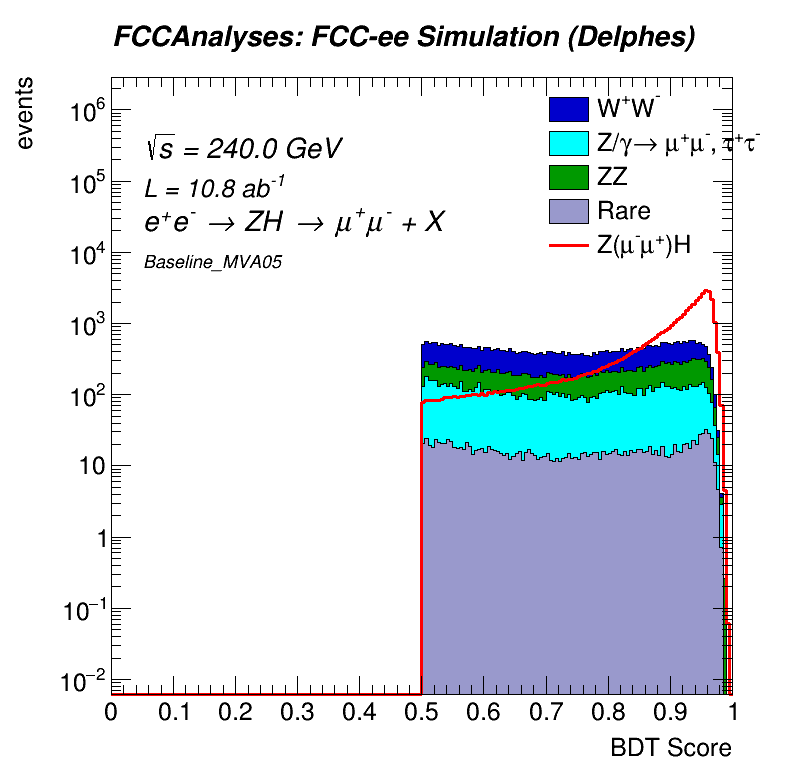 FCCAnalyses: FCC-ee Simulation (Delphes)
events
10⁶
10⁵
10⁴
10³
10²
10
1
10⁻¹
10⁻²
√s = 240.0 GeV
L = 10.8 ab⁻¹
e⁺e⁻ → ZH → μ⁺μ⁻ + X
Baseline_MVA05
W⁺W⁻
Z/γ→ μ⁺μ⁻, τ⁺τ⁻
ZZ
Rare
Z(μ⁻μ⁺)H
0 0.1 0.2 0.3 0.4 0.5 0.6 0.7 0.8 0.9 1
BDT Score